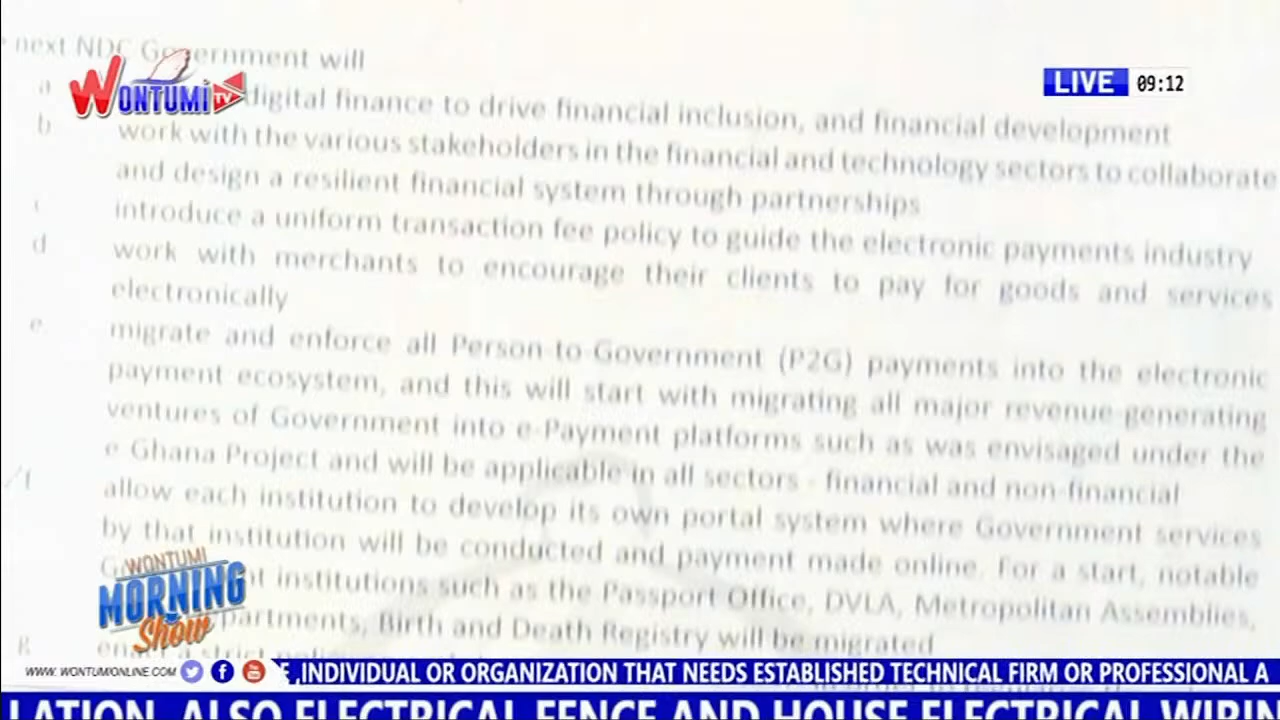 next NDC Government will
WONTUMI TV
LIVE 09:12
a digital finance to drive financial inclusion, and financial development
b work with the various stakeholders in the financial and technology sectors to collaborate
and design a resilient financial system through partnerships
introduce a uniform transaction fee policy to guide the electronic payments industry
d work with merchants to encourage their clients to pay for goods and services
electronically
e migrate and enforce all Person-to-Government (P2G) payments into the electronic
payment ecosystem, and this will start with migrating all major revenue-generating
ventures of Government into e-Payment platforms such as was envisaged under the
e Ghana Project and will be applicable in all sectors - financial and non-financial
f allow each institution to develop its own portal system where Government services
by that institution will be conducted and payment made online. For a start, notable
institutions such as the Passport Office, DVLA, Metropolitan Assemblies,
partments, Birth and Death Registry will be migrated
g a strict
WONTUMI
MORNING
Show
WWW.WONTUMIONLINE.COM
E, INDIVIDUAL OR ORGANIZATION THAT NEEDS ESTABLISHED TECHNICAL FIRM OR PROFESSIONAL A
LATION, ALSO ELECTRICAL FENCE AND HOUSE ELECTRICAL WIRIN